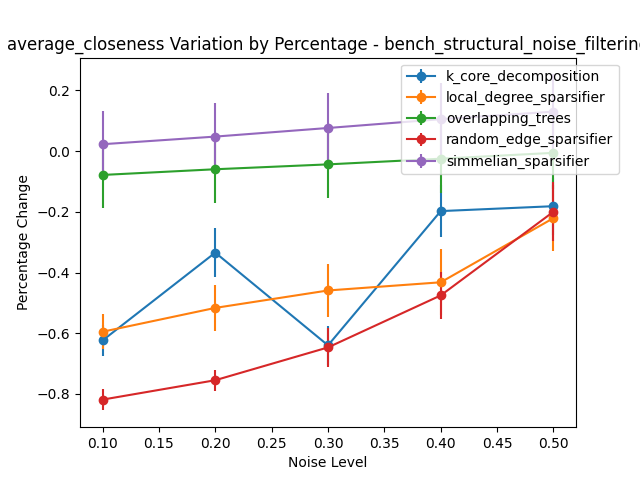 average_closeness Variation by Percentage - bench_structural_noise_filtering
k_core_decomposition
local_degree_sparsifier
overlapping_trees
random_edge_sparsifier
simmelian_sparsifier
Percentage Change
0.2
0.0
−0.2
−0.4
−0.6
−0.8
0.10 0.15 0.20 0.25 0.30 0.35 0.40 0.45 0.50
Noise Level